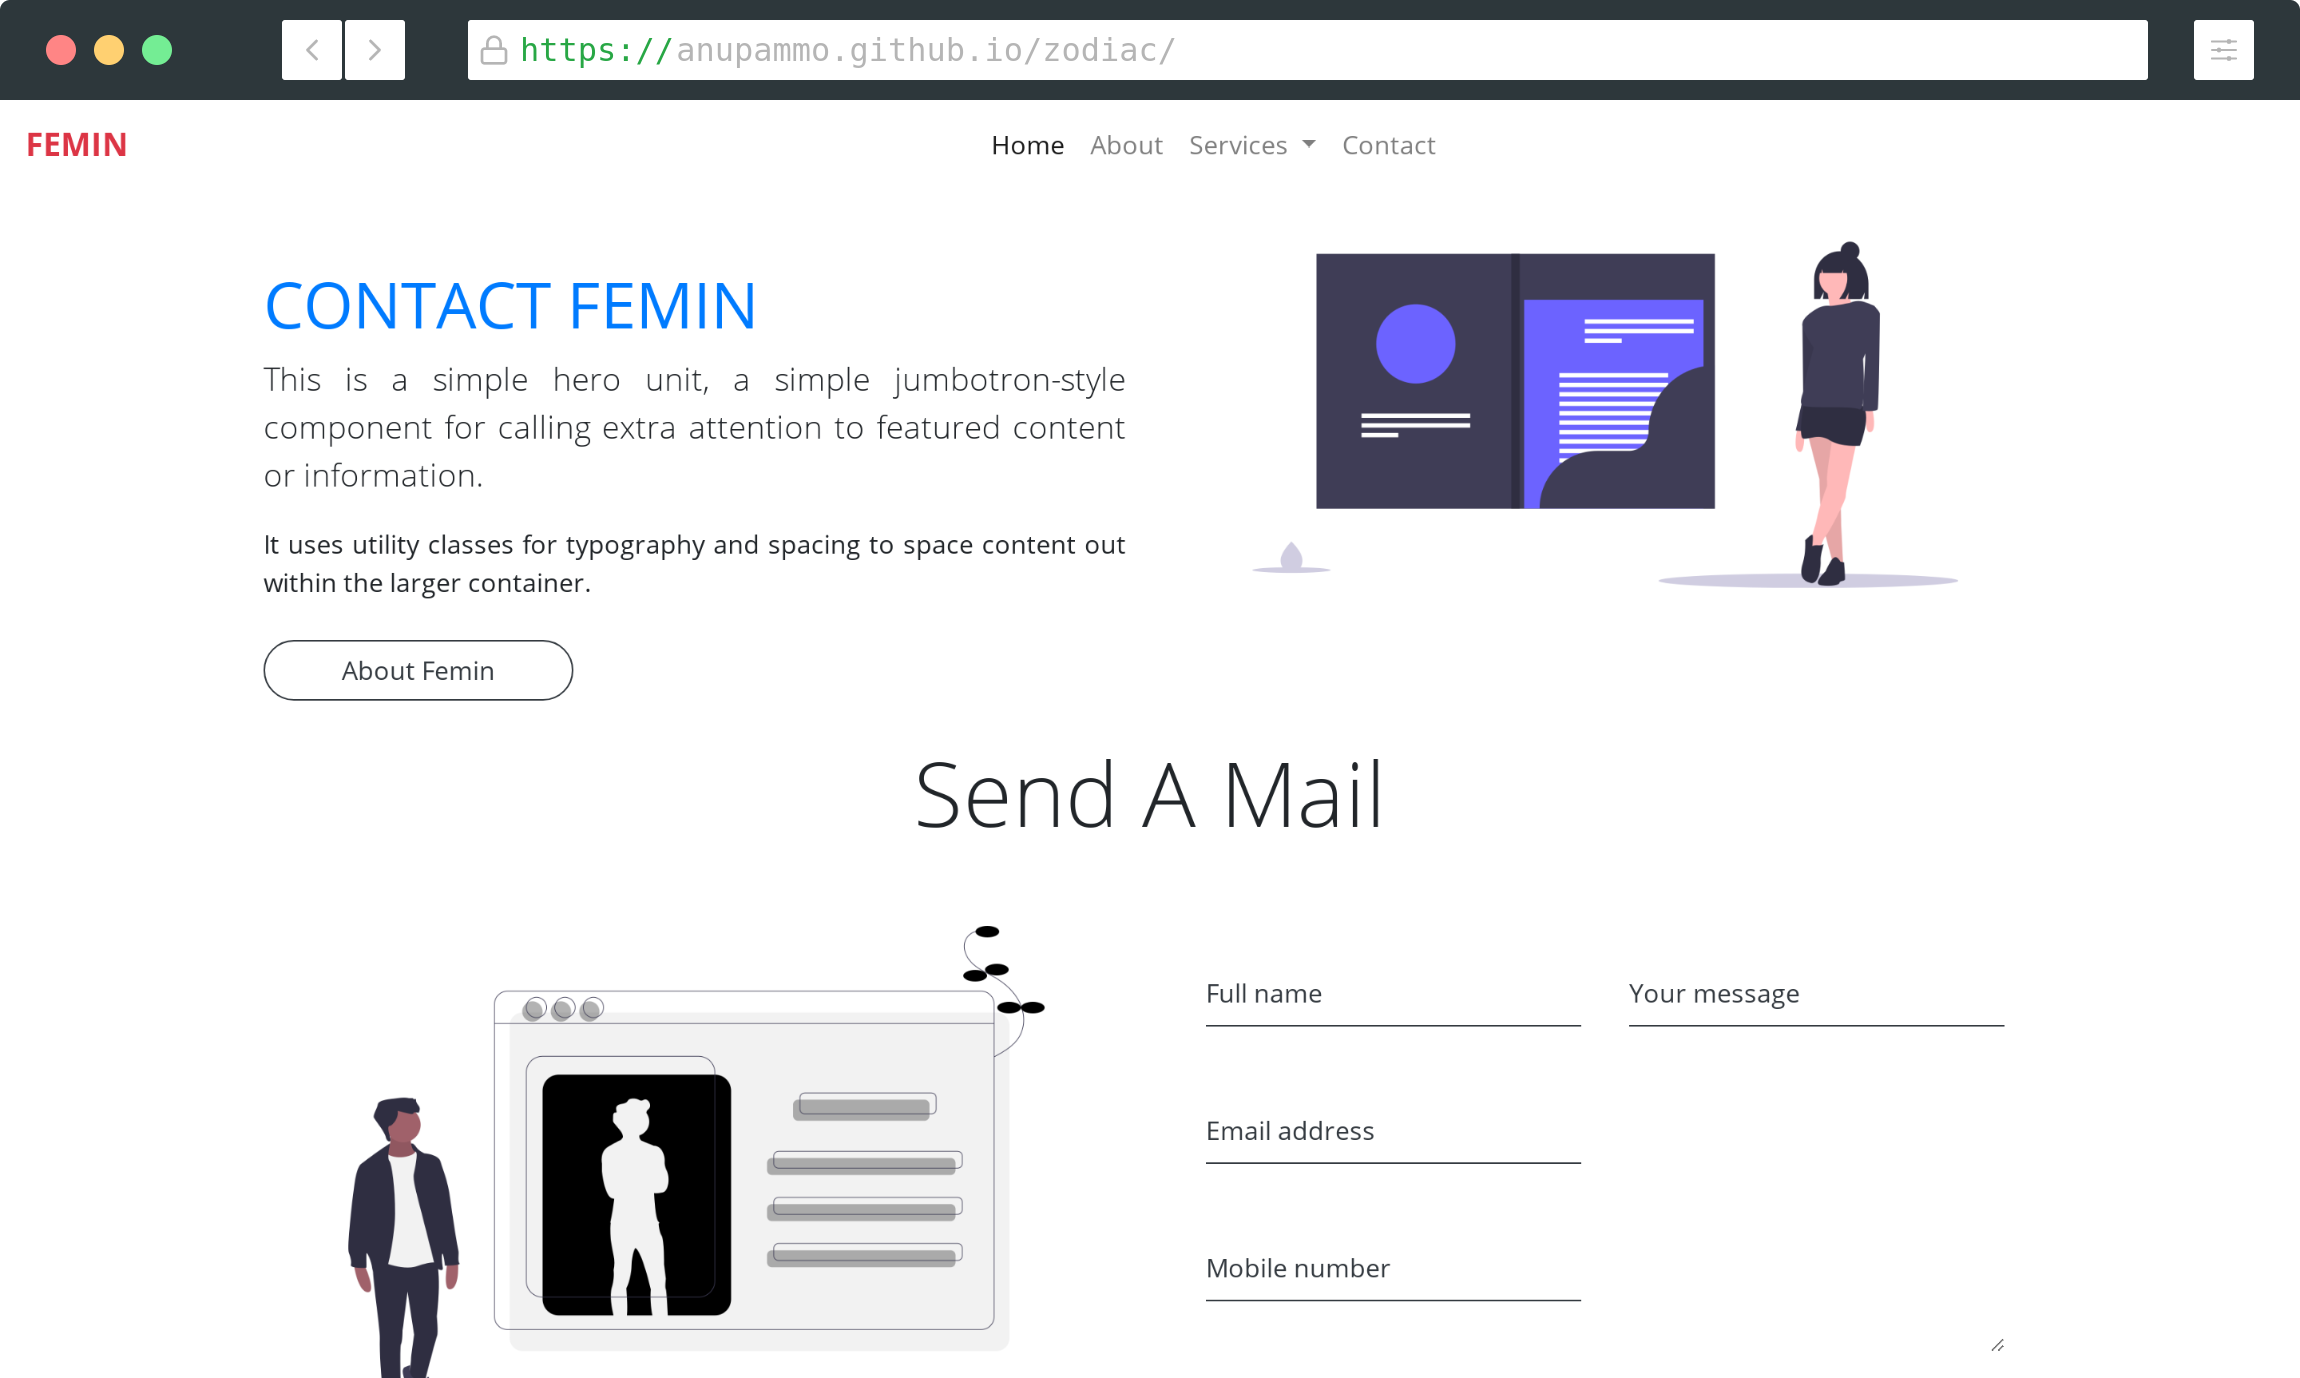 https://anupammo.github.io/zodiac/
FEMIN
Home About Services Contact
CONTACT FEMIN
This is a simple hero unit, a simple jumbotron-style
component for calling extra attention to featured content
or information.
It uses utility classes for typography and spacing to space content out
within the larger container.
About Femin
Send A Mail
Full name
Your message
Email address
Mobile number